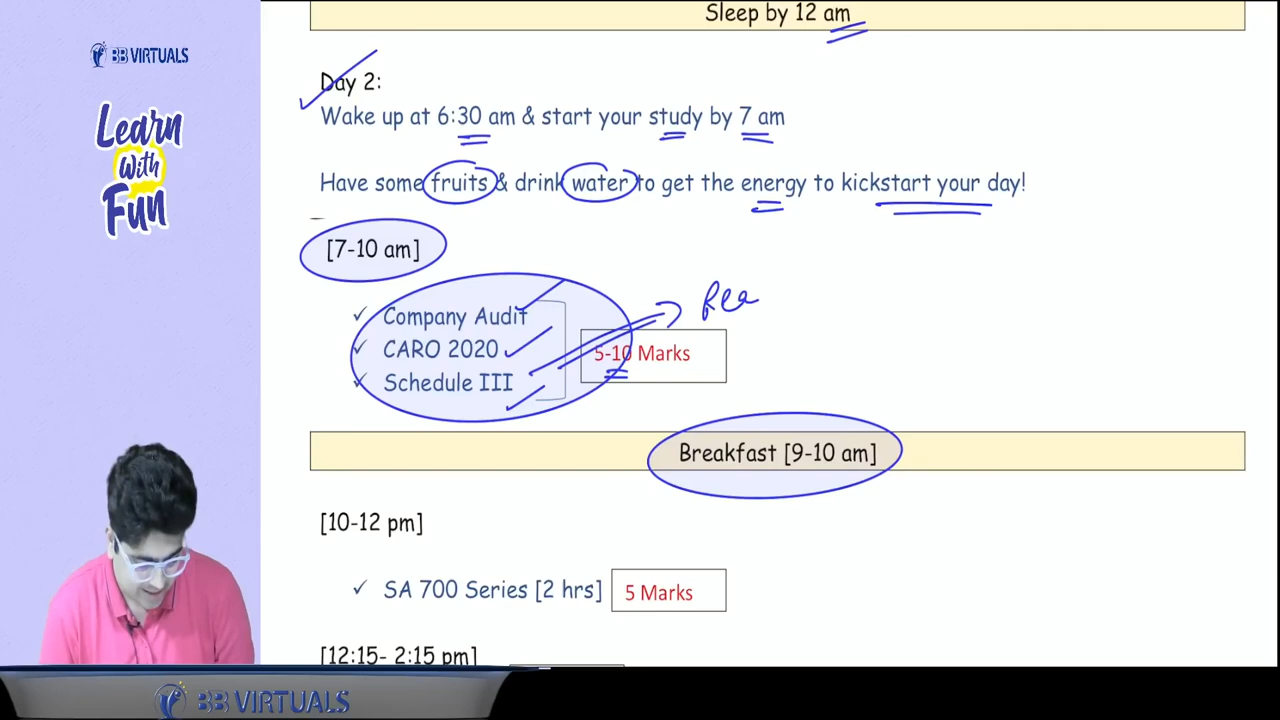 Sleep by 12 am
BB VIRTUALS
Day 2:
Wake up at 6:30 am & start your study by 7 am
Learn
With
Fun
Have some fruits & drink water to get the energy to kickstart your day!
[7-10 am]
✓ Company Audit
✓ CARO 2020
✓ Schedule III
5-10 Marks
Breakfast [9-10 am]
[10-12 pm]
✓ SA 700 Series [2 hrs] 5 Marks
[12:15- 2:15 pm]
BB VIRTUALS